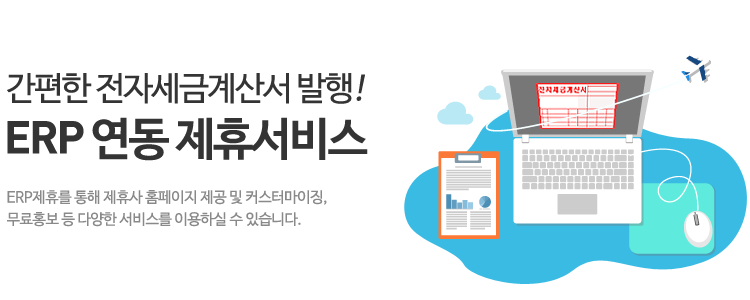 간편한 전자세금계산서 발행!
ERP 연동 제휴서비스
ERP제휴를 통해 제휴사 홈페이지 제공 및 커스터마이징,
무료홍보 등 다양한 서비스를 이용하실 수 있습니다.
전자세금계산서